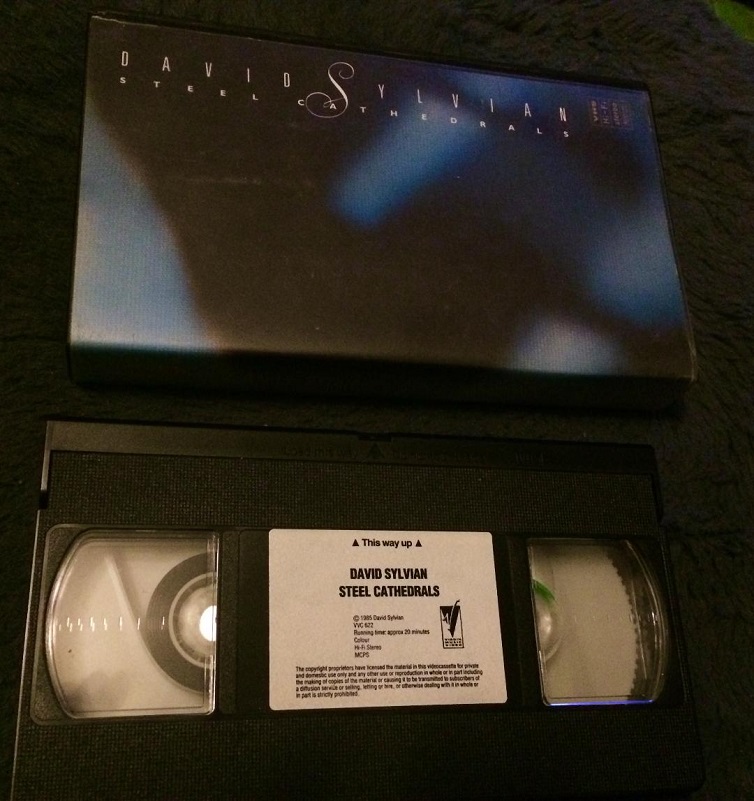 DAVID SYLVIAN
STEEL CATHEDRALS
VHS
Hi-Fi
▲ This way up ▲
DAVID SYLVIAN
STEEL CATHEDRALS
© 1985 David Sylvian
VVC 622
Running time: approx 20 minutes
Colour
Hi-Fi Stereo
MCPS
The copyright proprietors have licensed the material in this videocassette for private
and domestic use only and any other use or reproduction in whole or in part including
the making of copies of the material or causing it to be transmitted to subscribers of
a diffusion service or selling, letting or hire, or otherwise dealing with it in whole or
in part is strictly prohibited.